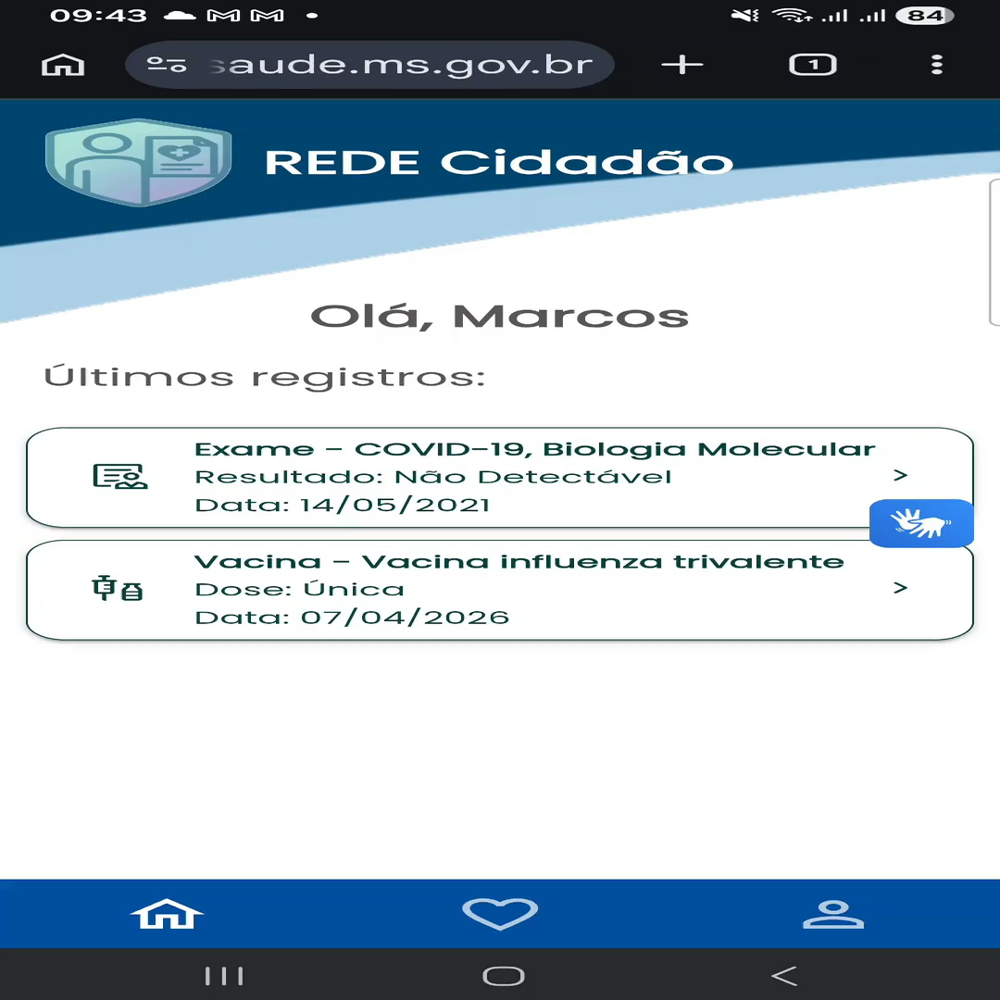 09:43
84
saude.ms.gov.br
1
REDE Cidadão
Olá, Marcos
Últimos registros:
Exame - COVID-19, Biologia Molecular
Resultado: Não Detectável
Data: 14/05/2021
>
Vacina - Vacina influenza trivalente
Dose: Única
Data: 07/04/2026
>